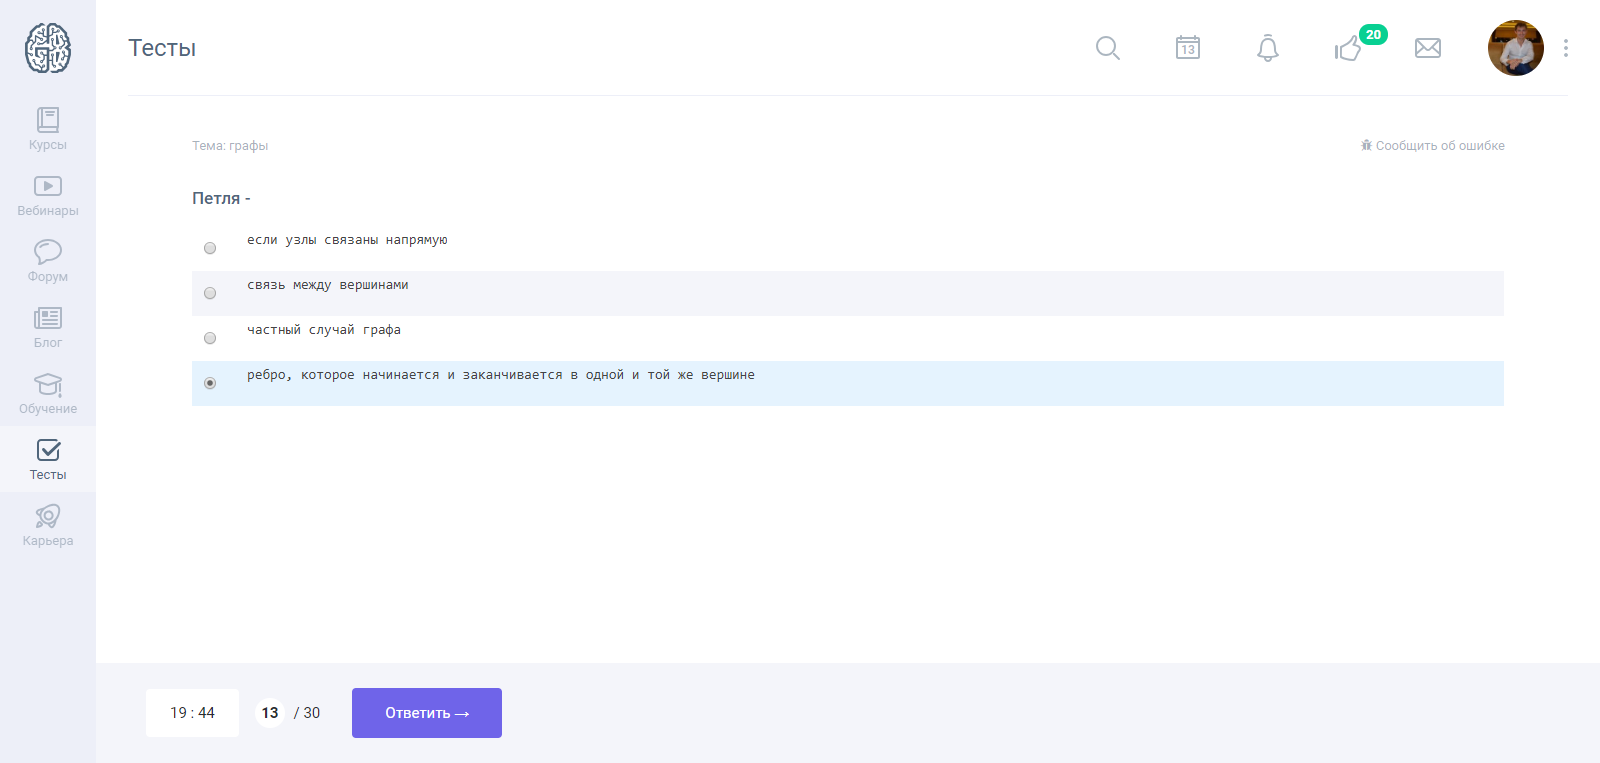 Тесты
13
20
Курсы
Вебинары
Форум
Блог
Обучение
Тесты
Карьера
Тема: графы
Сообщить об ошибке
Петля -
если узлы связаны напрямую
связь между вершинами
частный случай графа
ребро, которое начинается и заканчивается в одной и той же вершине
19 : 44
13 / 30
Ответить →